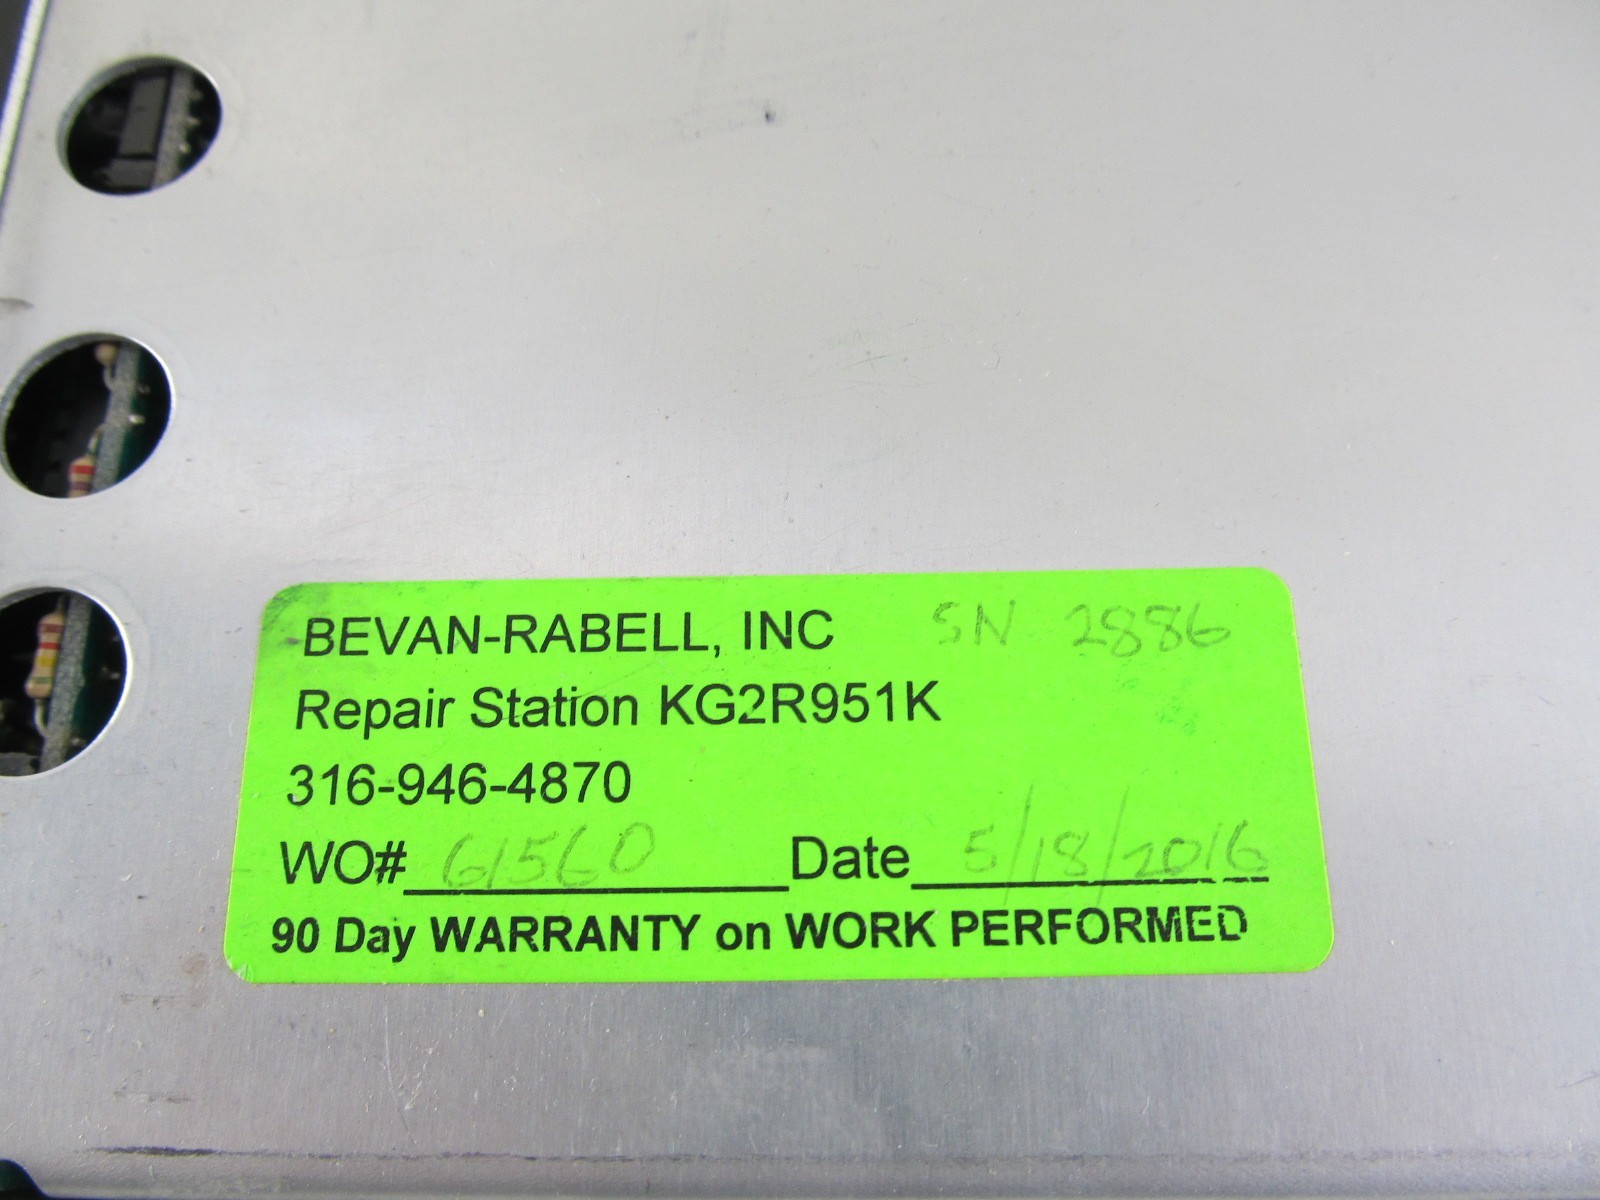 BEVAN-RABELL, INC SN 2886
Repair Station KG2R951K
316-946-4870
WO# 61560 Date 5/18/2016
90 Day WARRANTY on WORK PERFORMED